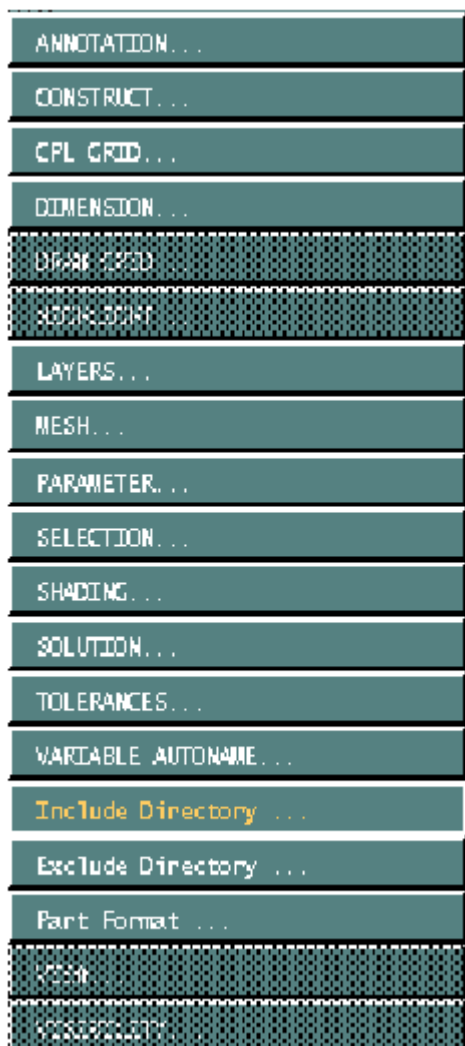 ANNOTATION...
CONSTRUCT...
CPL GRID...
DIMENSION...
LAYERS...
MESH...
PARAMETER...
SELECTION...
SHADING...
SOLUTION...
TOLERANCES...
VARIABLE AUTONAME...
Include Directory ...
Exclude Directory ...
Part Format ...
VISIBILITY...